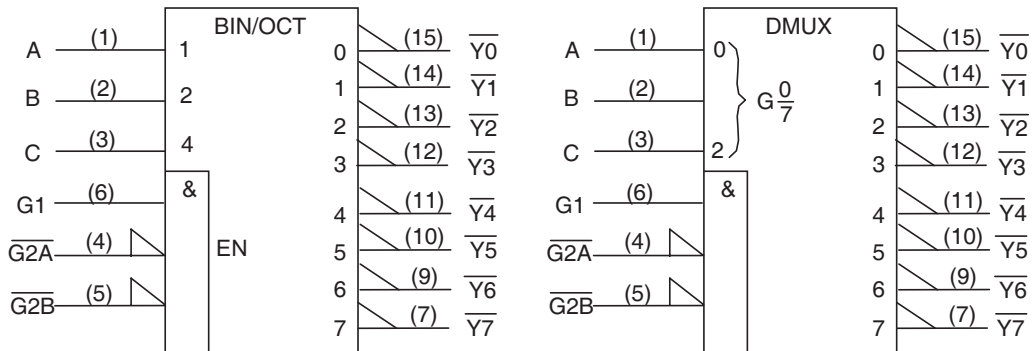 BIN/OCT
A (1) 1
B (2) 2
C (3) 4
&
G1 (6)
G2A (4) EN
G2B (5)
0 (15) Y0
1 (14) Y1
2 (13) Y2
3 (12) Y3
4 (11) Y4
5 (10) Y5
6 (9) Y6
7 (7) Y7
DMUX
A (1) 0
B (2) G 0/7
C (3) 2
&
G1 (6)
G2A (4)
G2B (5)
0 (15) Y0
1 (14) Y1
2 (13) Y2
3 (12) Y3
4 (11) Y4
5 (10) Y5
6 (9) Y6
7 (7) Y7